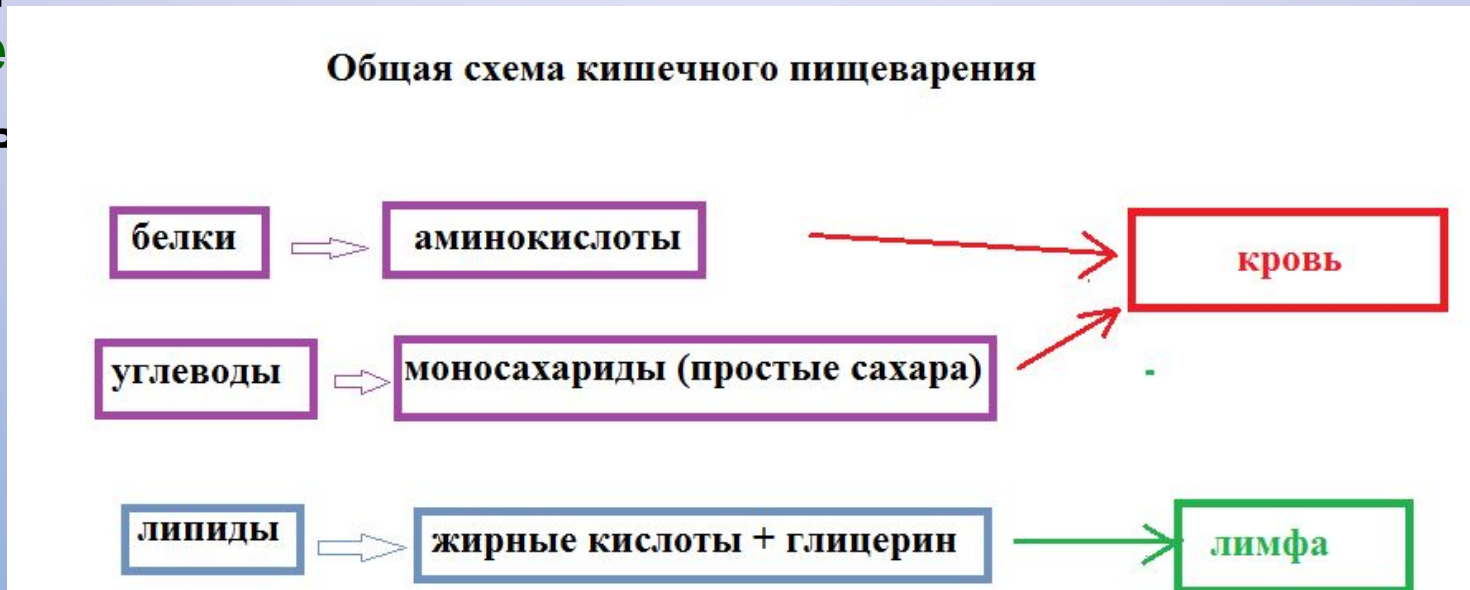 Общая схема кишечного пищеварения
белки аминокислоты кровь
углеводы моносахариды (простые сахара)
липиды жирные кислоты + глицерин лимфа